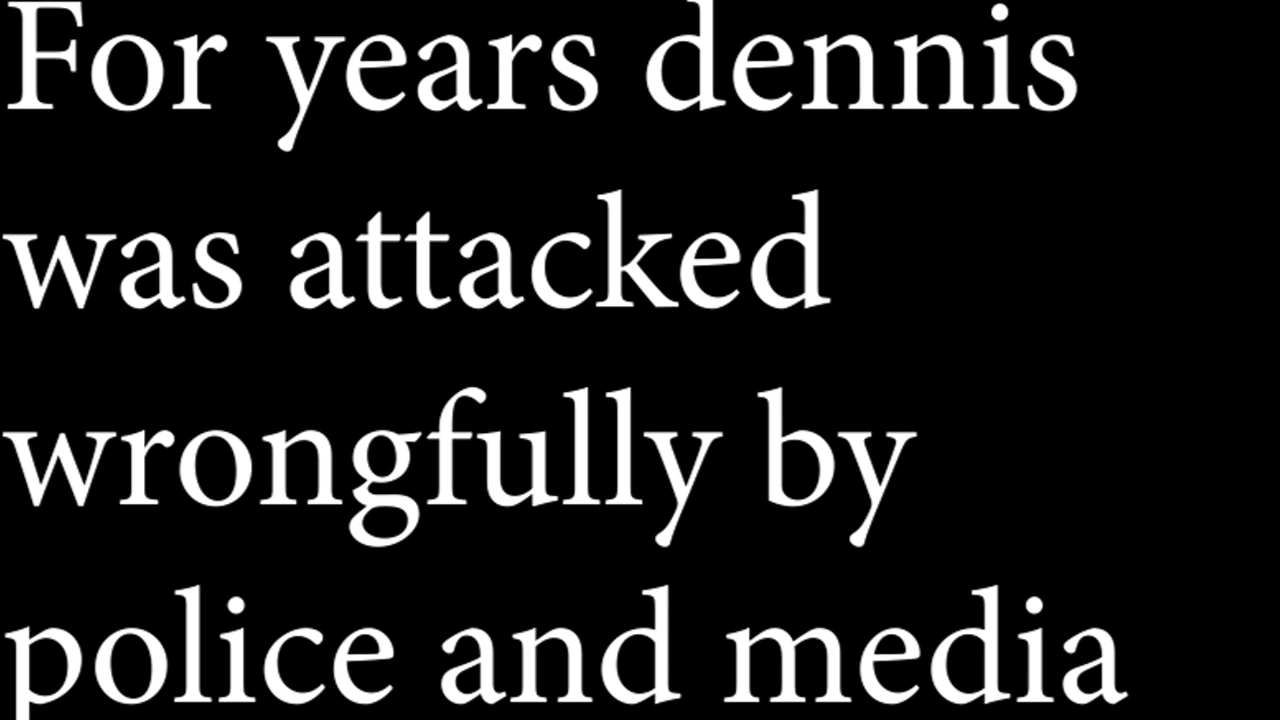 For years dennis
was attacked
wrongfully by
police and media